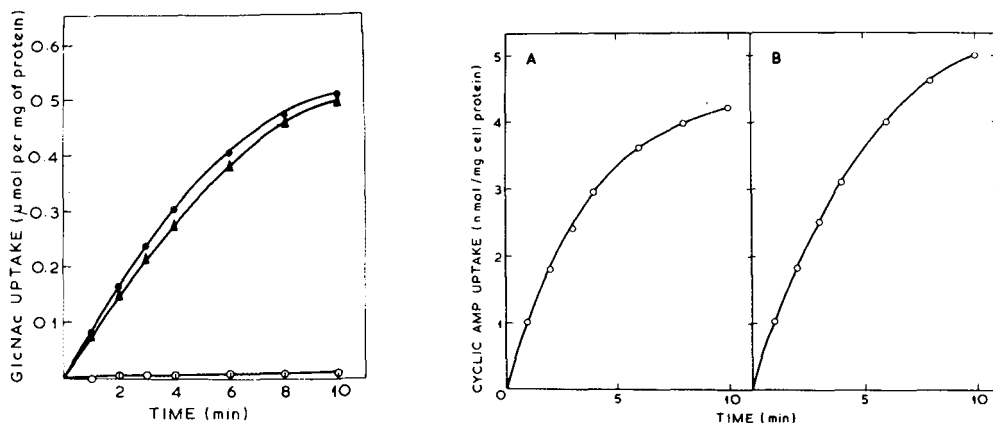 GlcNAc UPTAKE (μmol per mg of protein)
0.6
0.5
0.4
0.3
0.2
0.1
2 4 6 8 10
TIME (min)
CYCLIC AMP UPTAKE (nmol/mg cell protein)
A
B
5
4
3
2
1
0 5 10
5 10
TIME (min)